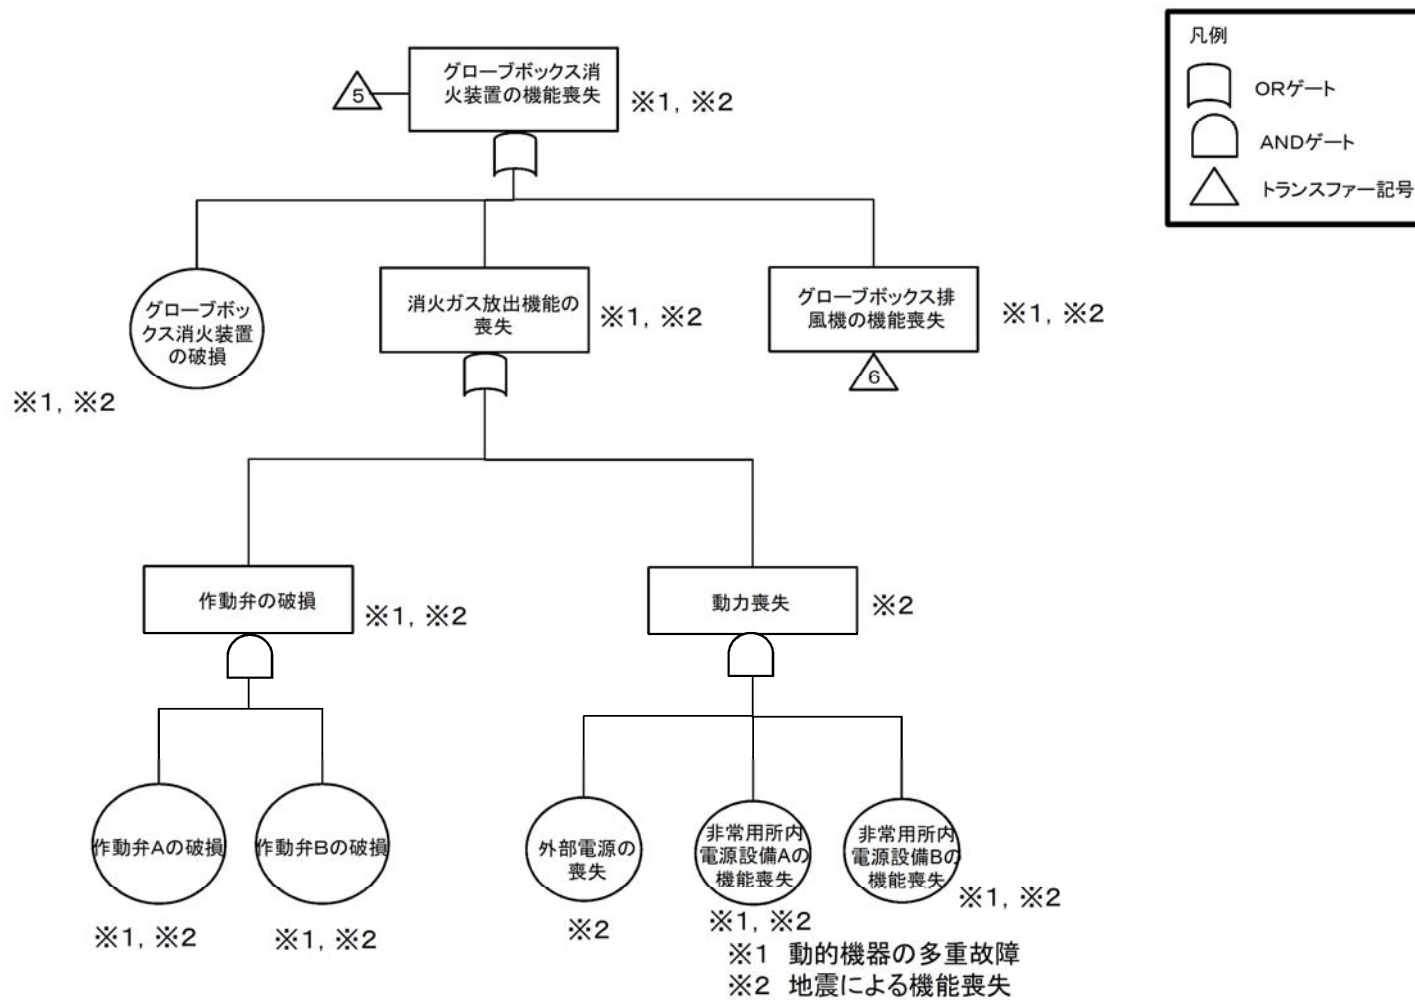 グローブボックス消
火装置の機能喪失
5
※1, ※2
凡例
ORゲート
ANDゲート
トランスファー記号
グローブボッ
クス消火装置
の破損
※1, ※2
消火ガス放出機能の
喪失
※1, ※2
グローブボックス排
風機の機能喪失
※1, ※2
6
作動弁の破損
※1, ※2
動力喪失
※2
作動弁Aの破損
※1, ※2
作動弁Bの破損
※1, ※2
外部電源の
喪失
※2
非常用所内
電源設備Aの
機能喪失
※1, ※2
非常用所内
電源設備Bの
機能喪失
※1, ※2
※1 動的機器の多重故障
※2 地震による機能喪失